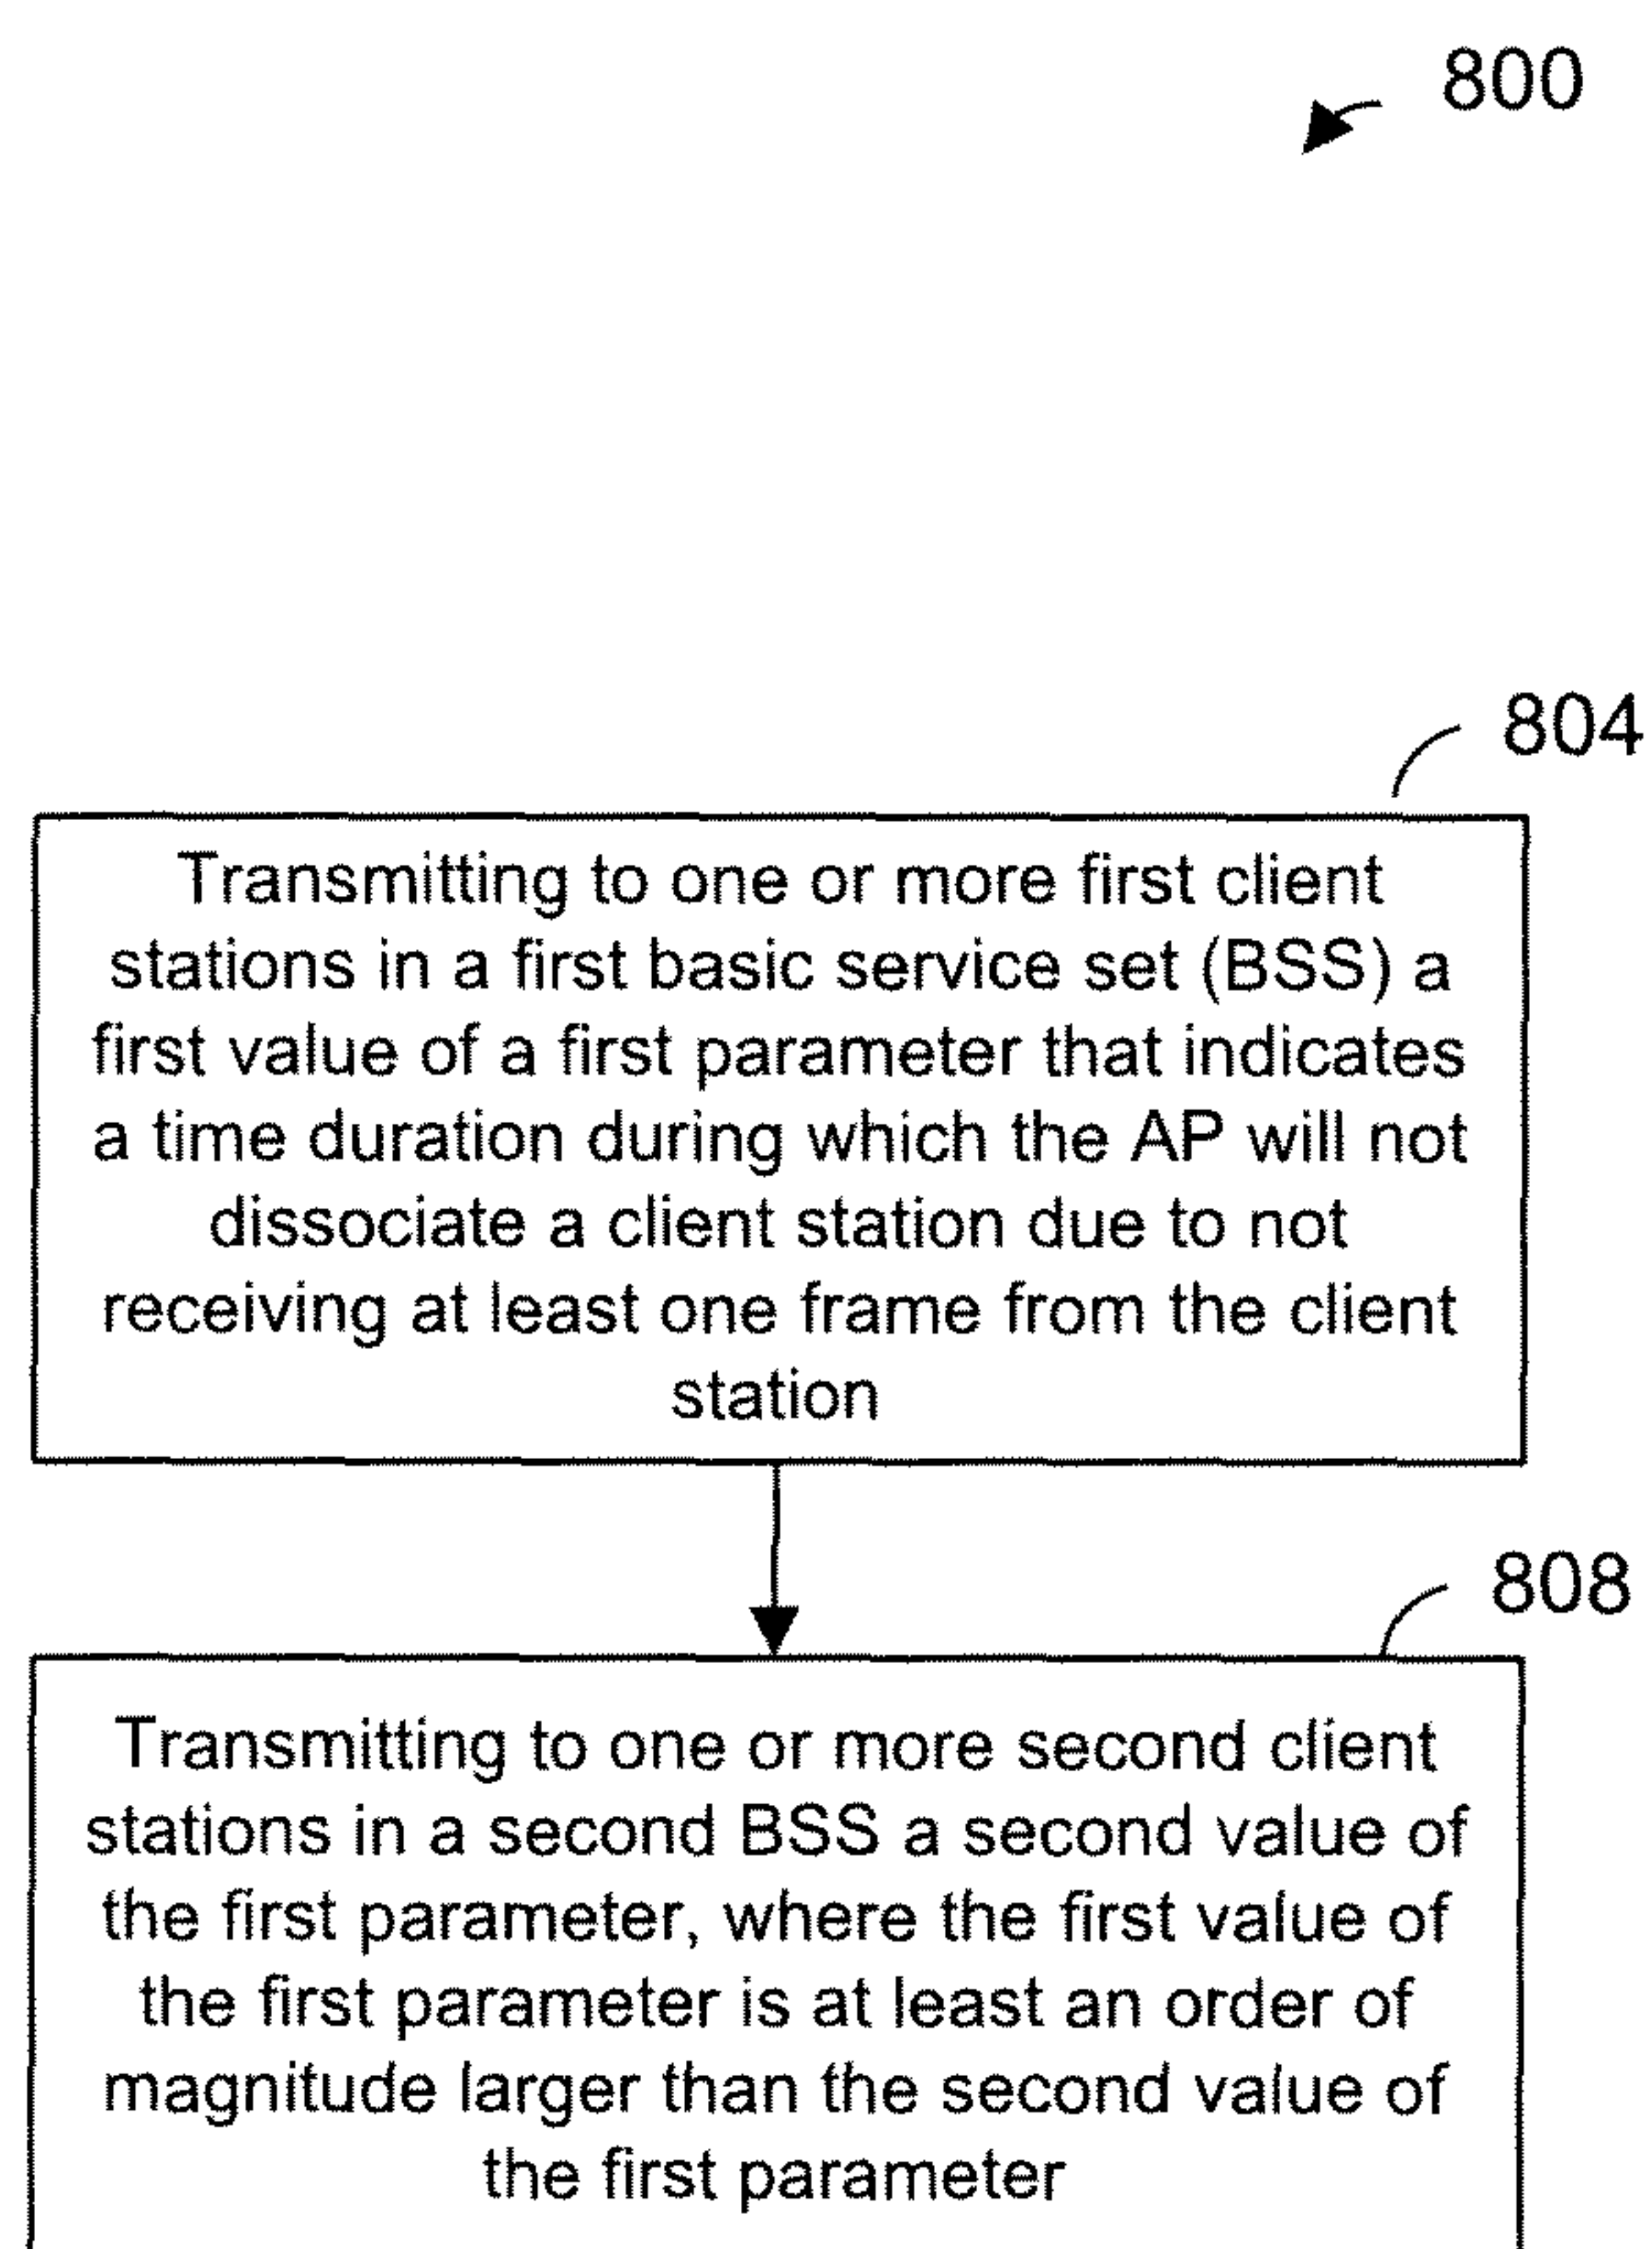 800
804
Transmitting to one or more first client
stations in a first basic service set (BSS) a
first value of a first parameter that indicates
a time duration during which the AP will not
dissociate a client station due to not
receiving at least one frame from the client
station
808
Transmitting to one or more second client
stations in a second BSS a second value of
the first parameter, where the first value of
the first parameter is at least an order of
magnitude larger than the second value of
the first parameter